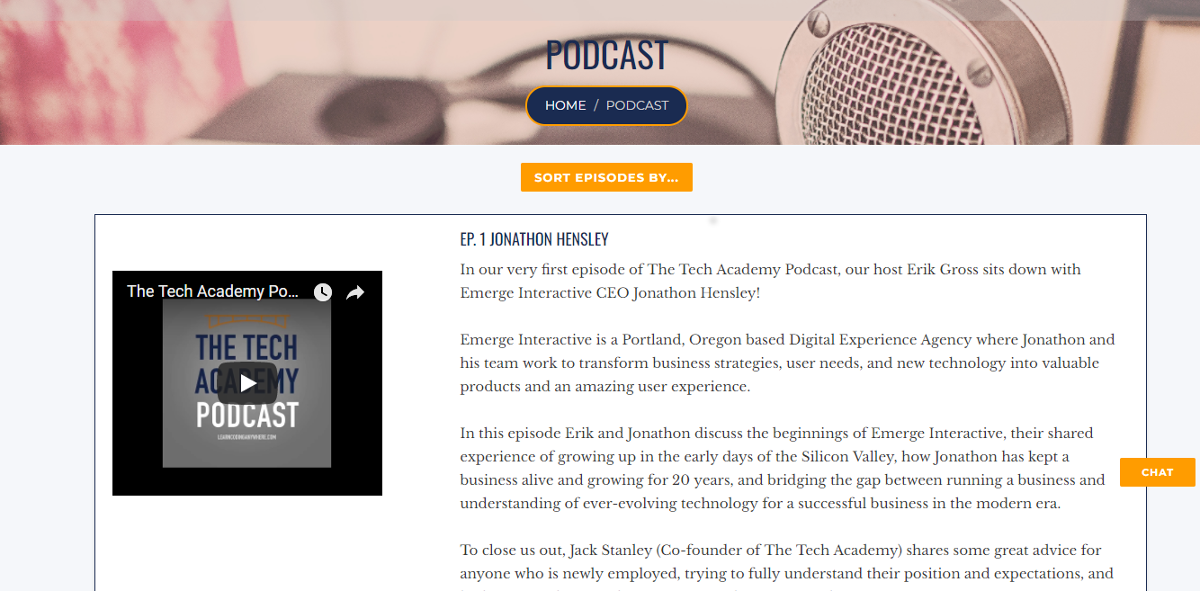 PODCAST
HOME / PODCAST
SORT EPISODES BY...
EP. 1 JONATHON HENSLEY
In our very first episode of The Tech Academy Podcast, our host Erik Gross sits down with
Emerge Interactive CEO Jonathon Hensley!
Emerge Interactive is a Portland, Oregon based Digital Experience Agency where Jonathon and
his team work to transform business strategies, user needs, and new technology into valuable
products and an amazing user experience.
In this episode Erik and Jonathon discuss the beginnings of Emerge Interactive, their shared
experience of growing up in the early days of the Silicon Valley, how Jonathon has kept a
business alive and growing for 20 years, and bridging the gap between running a business and
understanding of ever-evolving technology for a successful business in the modern era.
To close us out, Jack Stanley (Co-founder of The Tech Academy) shares some great advice for
anyone who is newly employed, trying to fully understand their position and expectations, and
The Tech Academy Po...
THE TECH
ACADEMY
PODCAST
LEARNCODINGANYWHERE.COM
CHAT